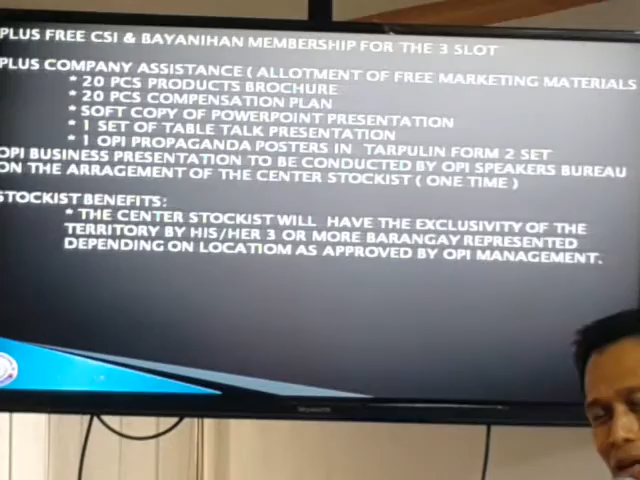 PLUS FREE CSI & BAYANIHAN MEMBERSHIP FOR THE 3 SLOT
PLUS COMPANY ASSISTANCE ( ALLOTMENT OF FREE MARKETING MATERIALS
* 20 PCS PRODUCTS BROCHURE
* 20 PCS COMPENSATION PLAN
* SOFT COPY OF POWERPOINT PRESENTATION
* 1 SET OF TABLE TALK PRESENTATION
* 1 OPI PROPAGANDA POSTERS IN TARPULIN FORM 2 SET
OPI BUSINESS PRESENTATION TO BE CONDUCTED BY OPI SPEAKERS BUREAU
ON THE ARRAGEMENT OF THE CENTER STOCKIST ( ONE TIME )
STOCKIST BENEFITS:
* THE CENTER STOCKIST WILL HAVE THE EXCLUSIVITY OF THE
TERRITORY BY HIS/HER 3 OR MORE BARANGAY REPRESENTED
DEPENDING ON LOCATIOM AS APPROVED BY OPI MANAGEMENT.